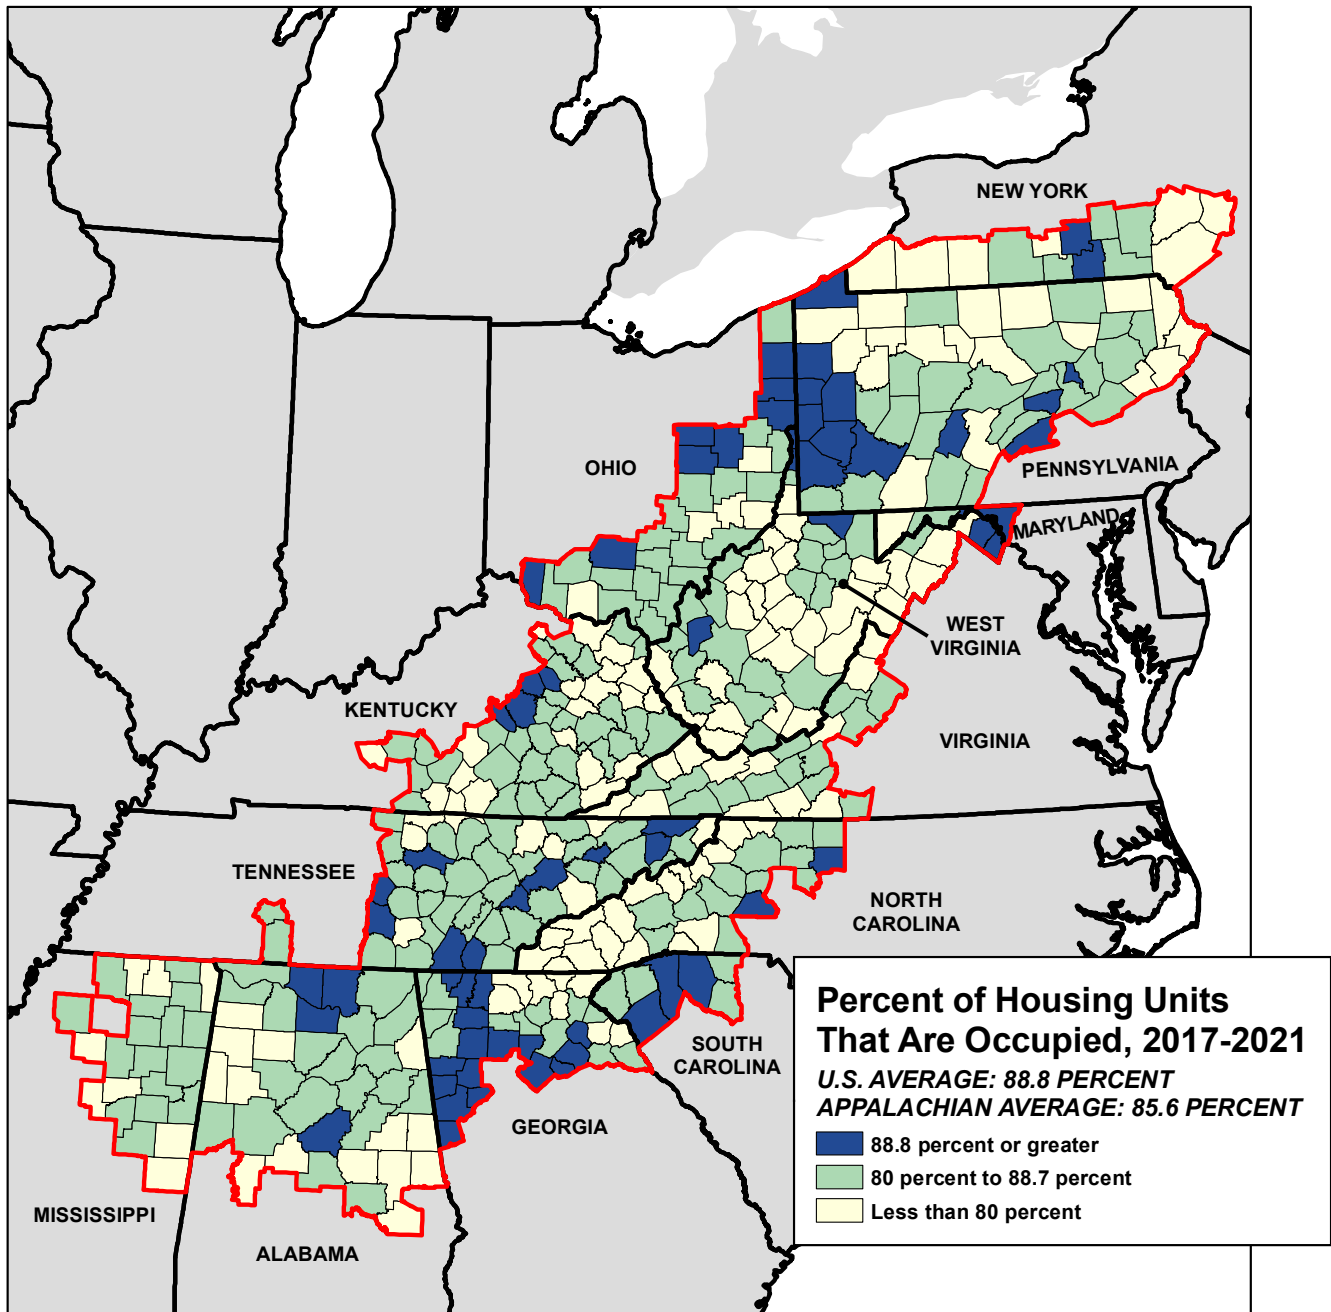 NEW YORK
OHIO
PENNSYLVANIA
MARYLAND
WEST
VIRGINIA
KENTUCKY
VIRGINIA
TENNESSEE
NORTH
CAROLINA
SOUTH
CAROLINA
GEORGIA
MISSISSIPPI
ALABAMA
Percent of Housing Units
That Are Occupied, 2017-2021
U.S. AVERAGE: 88.8 PERCENT
APPALACHIAN AVERAGE: 85.6 PERCENT
88.8 percent or greater
80 percent to 88.7 percent
Less than 80 percent